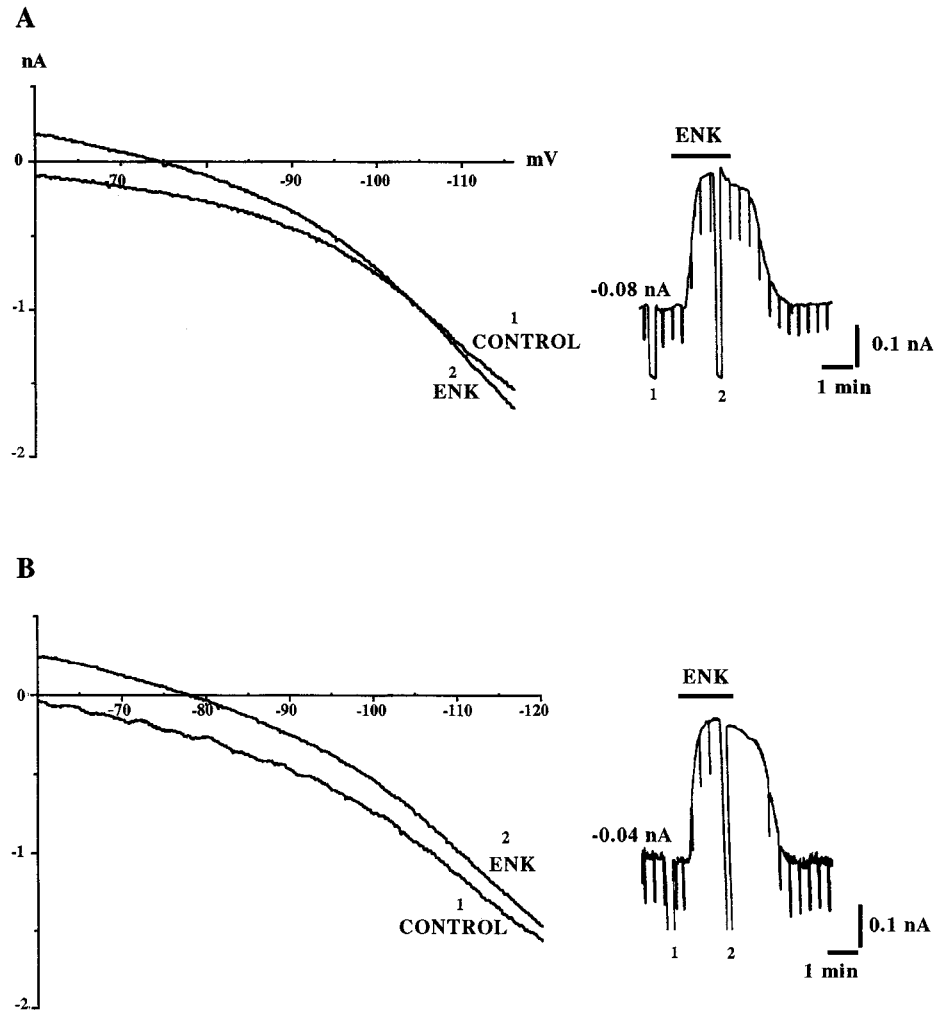 A
nA
0
-1
-2
-70
-90
-100
-110
mV
1
CONTROL
2
ENK
ENK
-0.08 nA
1
2
0.1 nA
1 min
B
0
-1
-2
-70
-80
-90
-100
-110
-120
2
ENK
1
CONTROL
ENK
-0.04 nA
1
2
0.1 nA
1 min